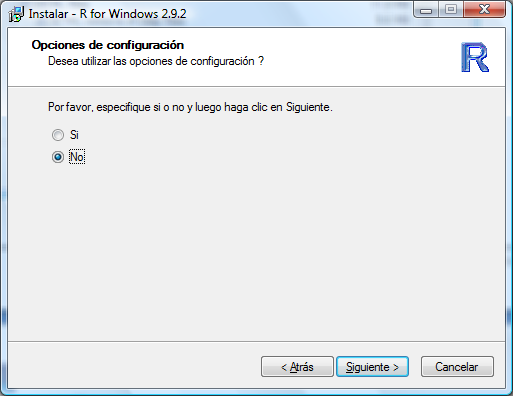 Instalar - R for Windows 2.9.2
Opciones de configuración
Desea utilizar las opciones de configuración ?
R
Por favor, especifique si o no y luego haga clic en Siguiente.
Si
No
< Atrás
Siguiente >
Cancelar